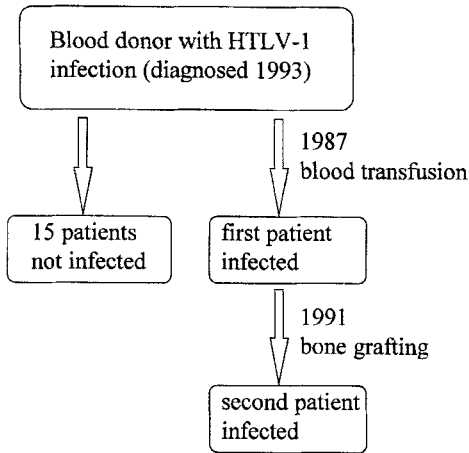 Blood donor with HTLV-1
infection (diagnosed 1993)
1987
blood transfusion
15 patients
not infected
first patient
infected
1991
bone grafting
second patient
infected